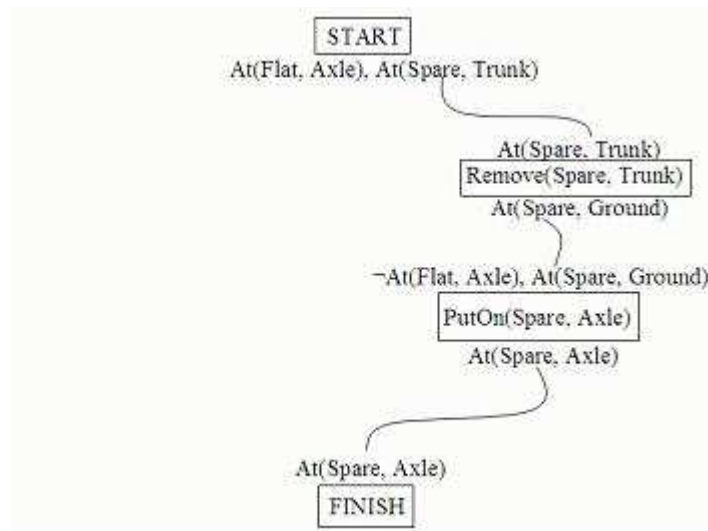 START
At(Flat, Axle), At(Spare, Trunk)
At(Spare, Trunk)
Remove(Spare, Trunk)
At(Spare, Ground)
¬At(Flat, Axle), At(Spare, Ground)
PutOn(Spare, Axle)
At(Spare, Axle)
At(Spare, Axle)
FINISH